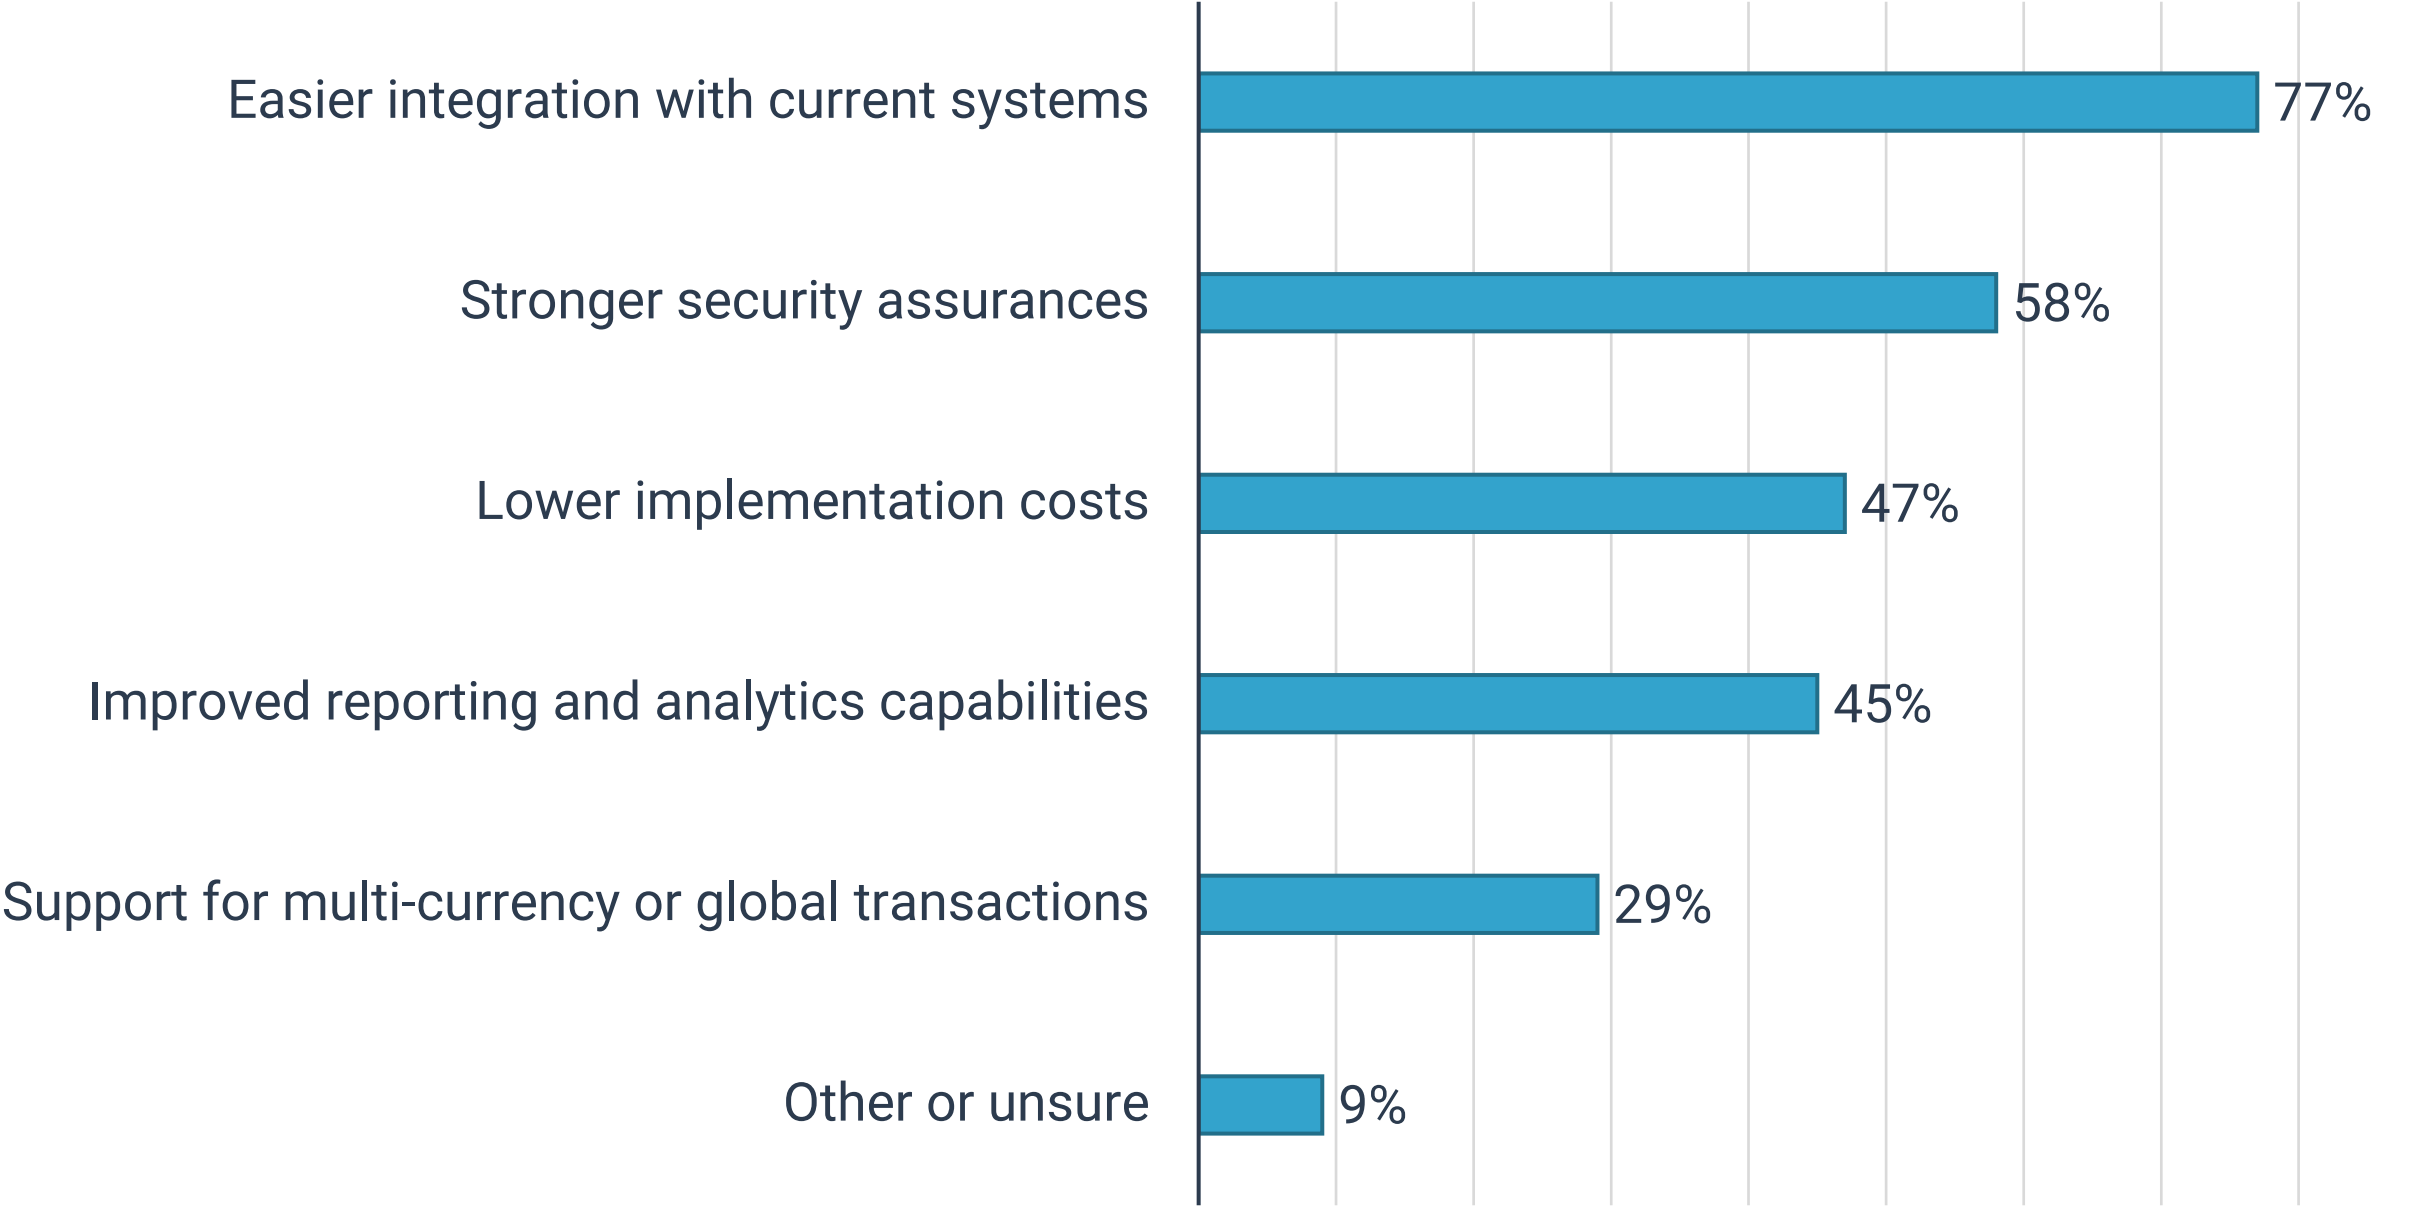 Easier integration with current systems 77%
Stronger security assurances 58%
Lower implementation costs 47%
Improved reporting and analytics capabilities 45%
Support for multi-currency or global transactions 29%
Other or unsure 9%